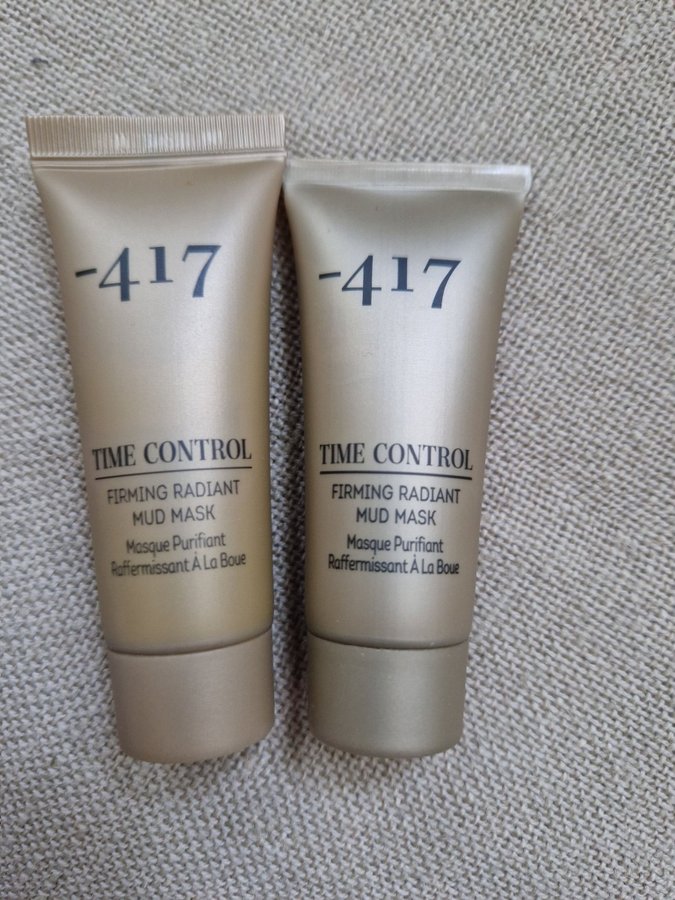 -417
TIME CONTROL
FIRMING RADIANT
MUD MASK
Masque Purifiant
Raffermissant À La Boue
-417
TIME CONTROL
FIRMING RADIANT
MUD MASK
Masque Purifiant
Raffermissant À La Boue